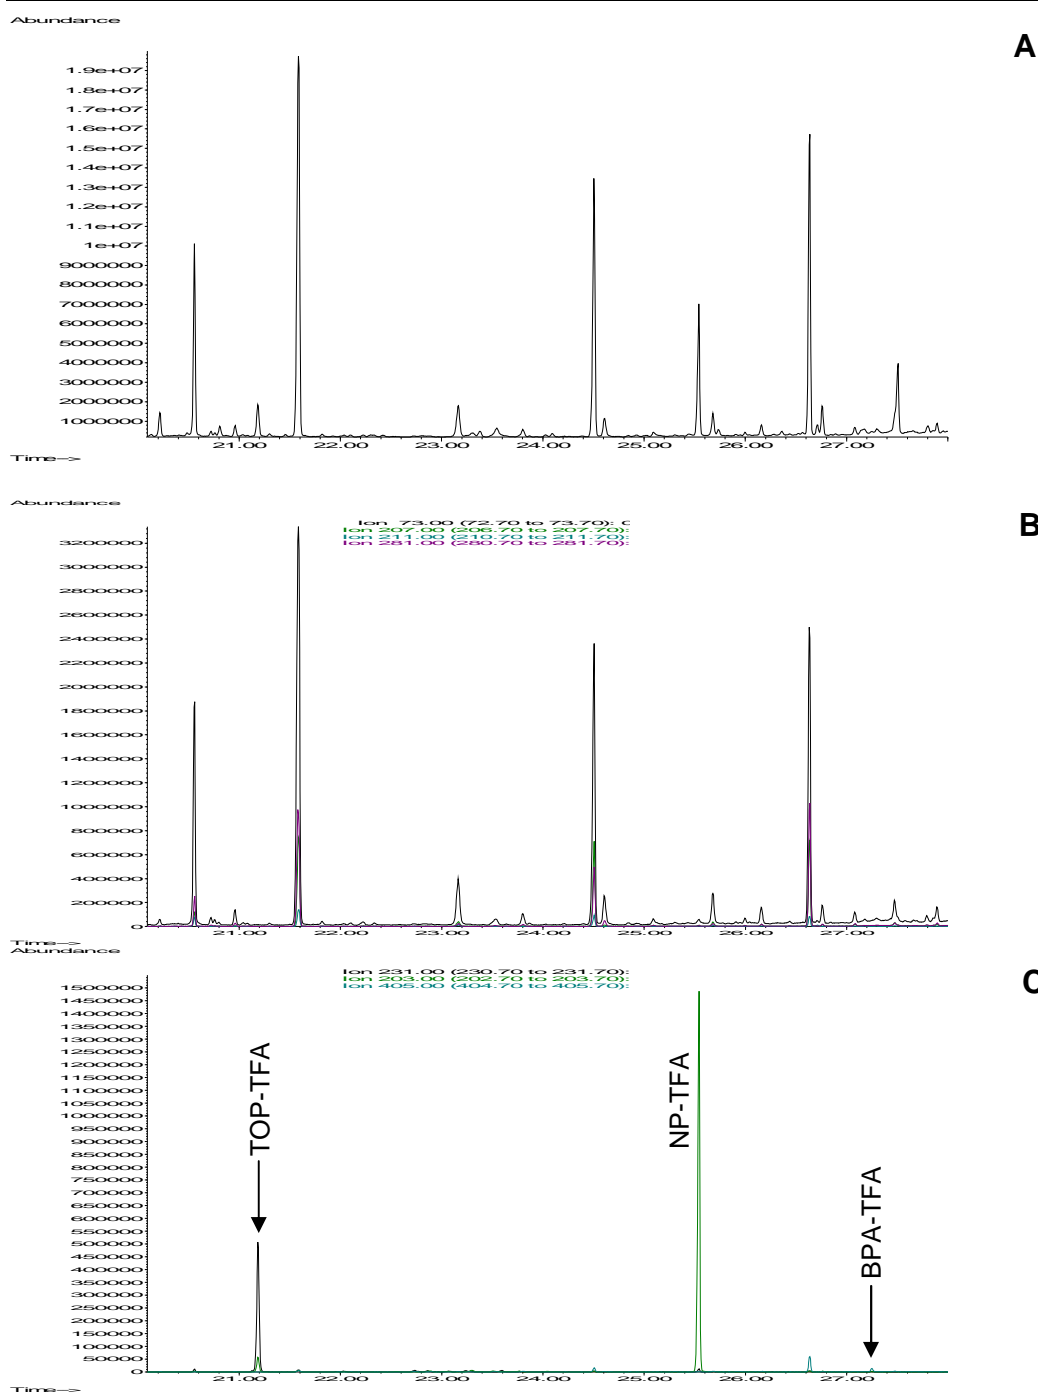 Abundance
A
1.9e+07
1.8e+07
1.7e+07
1.6e+07
1.5e+07
1.4e+07
1.3e+07
1.2e+07
1.1e+07
1e+07
9000000
8000000
7000000
6000000
5000000
4000000
3000000
2000000
1000000
21.00 22.00 23.00 24.00 25.00 26.00 27.00
Time-->
Abundance
B
Ion 73.00 (72.70 to 73.70):
Ion 207.00 (206.70 to 207.70):
Ion 211.00 (210.70 to 211.70):
Ion 281.00 (280.70 to 281.70):
3200000
3000000
2800000
2600000
2400000
2200000
2000000
1800000
1600000
1400000
1200000
1000000
800000
600000
400000
200000
0
21.00 22.00 23.00 24.00 25.00 26.00 27.00
Time-->
Abundance
C
Ion 231.00 (230.70 to 231.70):
Ion 203.00 (202.70 to 203.70):
Ion 405.00 (404.70 to 405.70):
1500000
1450000
1400000
1350000
1300000
1250000
1200000
1150000
1100000
1050000
1000000
950000
900000
850000
800000
750000
700000
650000
600000
550000
500000
450000
400000
350000
300000
250000
200000
150000
100000
50000
0
TOP-TFA
NP-TFA
BPA-TFA
21.00 22.00 23.00 24.00 25.00 26.00 27.00
Time-->